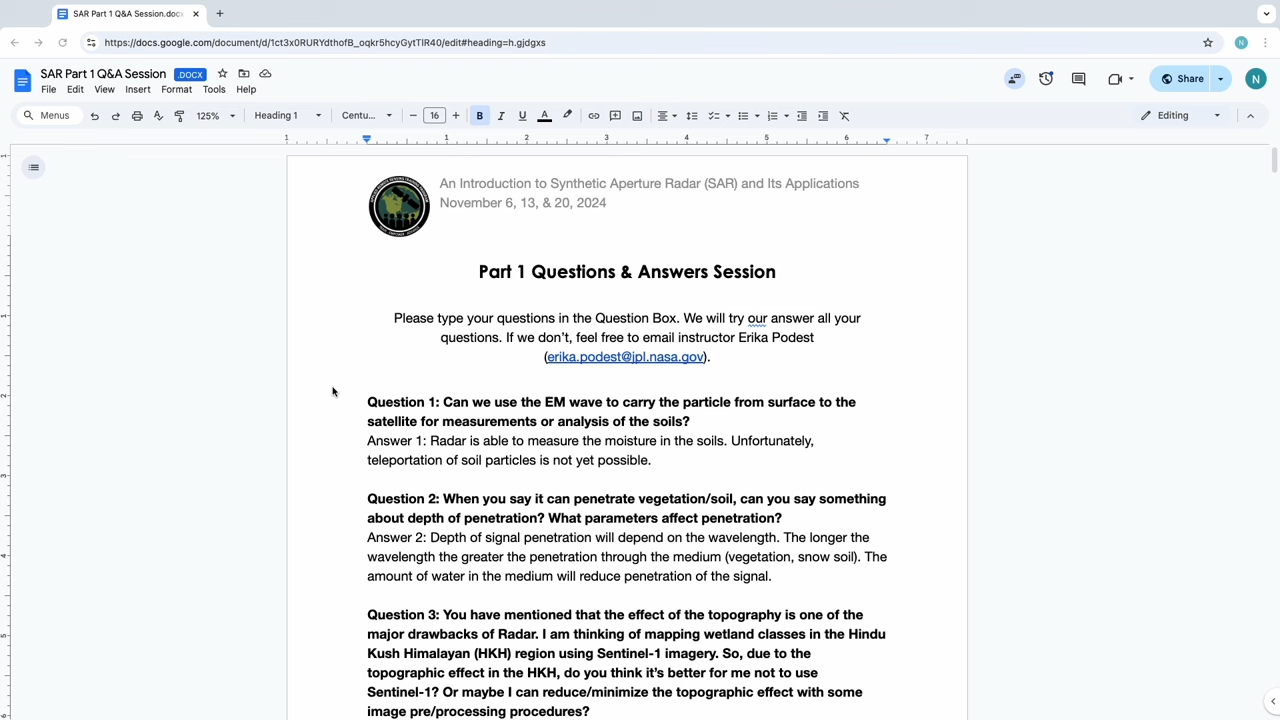 SAR Part 1 Q&A Session.docx
https://docs.google.com/document/d/1ct3x0RURYdthofB_oqkr5hcyGytTlR40/edit#heading=h.gjdgxs
N
SAR Part 1 Q&A Session .DOCX
Share
N
File Edit View Insert Format Tools Help
Menus 125% Heading 1 Centu... 16 B I U A Editing
1 1 2 3 4 5 6 7
An Introduction to Synthetic Aperture Radar (SAR) and Its Applications
November 6, 13, & 20, 2024
Part 1 Questions & Answers Session
Please type your questions in the Question Box. We will try our answer all your
questions. If we don't, feel free to email instructor Erika Podest
(erika.podest@jpl.nasa.gov).
Question 1: Can we use the EM wave to carry the particle from surface to the
satellite for measurements or analysis of the soils?
Answer 1: Radar is able to measure the moisture in the soils. Unfortunately,
teleportation of soil particles is not yet possible.
Question 2: When you say it can penetrate vegetation/soil, can you say something
about depth of penetration? What parameters affect penetration?
Answer 2: Depth of signal penetration will depend on the wavelength. The longer the
wavelength the greater the penetration through the medium (vegetation, snow soil). The
amount of water in the medium will reduce penetration of the signal.
Question 3: You have mentioned that the effect of the topography is one of the
major drawbacks of Radar. I am thinking of mapping wetland classes in the Hindu
Kush Himalayan (HKH) region using Sentinel-1 imagery. So, due to the
topographic effect in the HKH, do you think it's better for me not to use
Sentinel-1? Or maybe I can reduce/minimize the topographic effect with some
image pre/processing procedures?